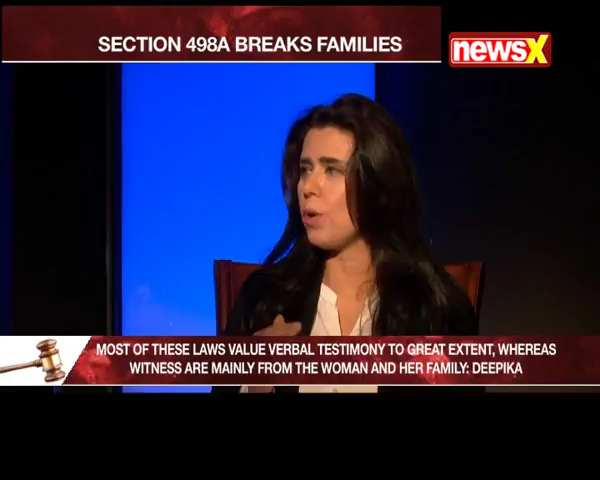 SECTION 498A BREAKS FAMILIES
newsX
MOST OF THESE LAWS VALUE VERBAL TESTIMONY TO GREAT EXTENT, WHEREAS
WITNESS ARE MAINLY FROM THE WOMAN AND HER FAMILY: DEEPIKA